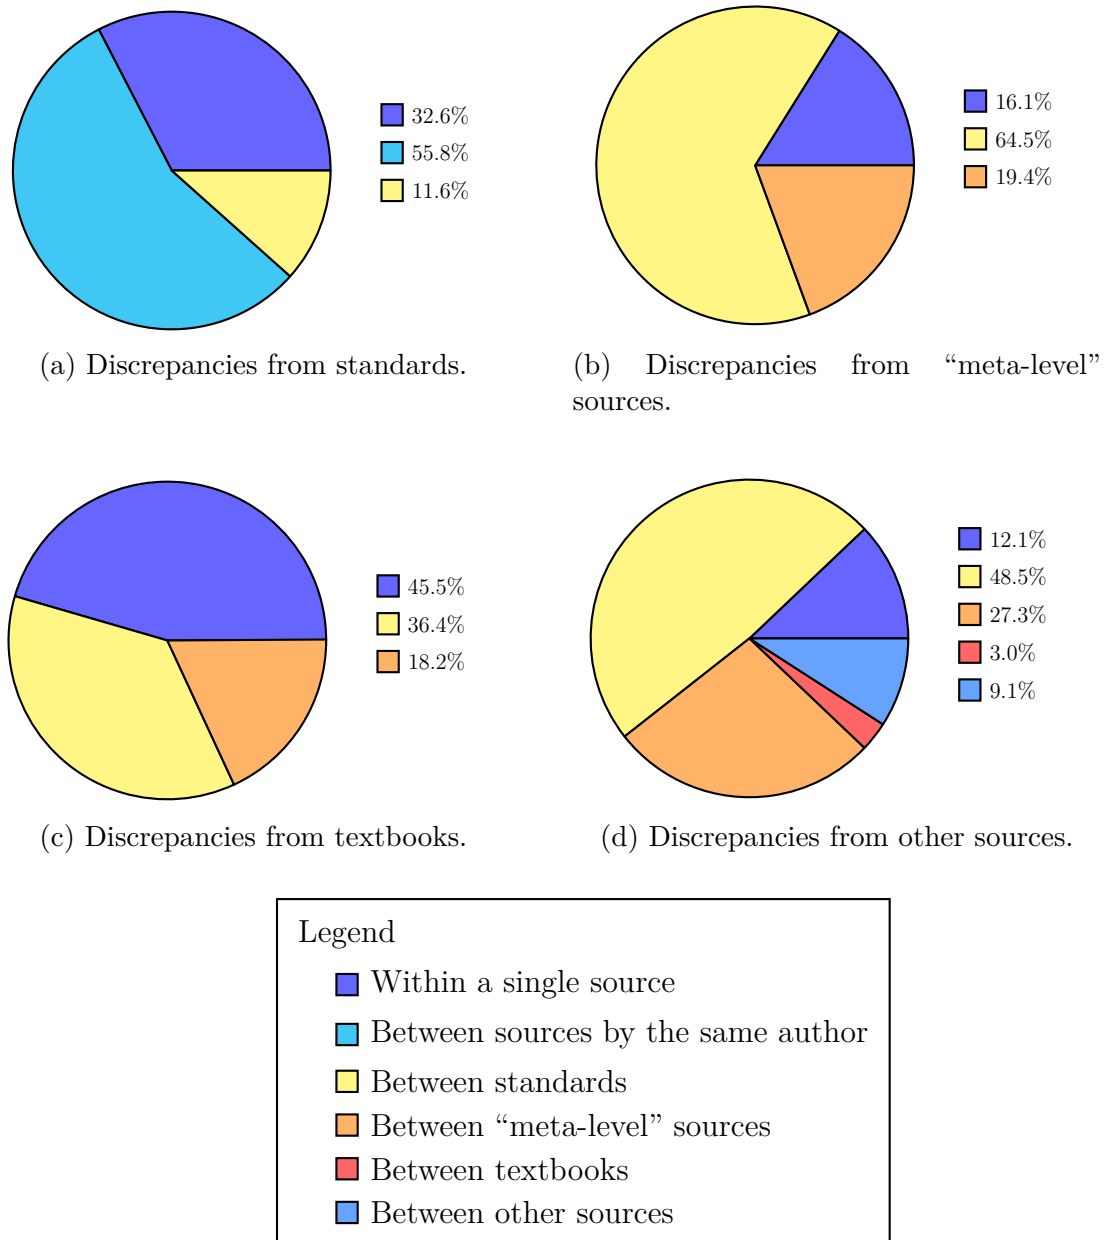 32.6%
55.8%
11.6%
(a) Discrepancies from standards.
16.1%
64.5%
19.4%
(b) Discrepancies from “meta-level”
sources.
45.5%
36.4%
18.2%
(c) Discrepancies from textbooks.
12.1%
48.5%
27.3%
3.0%
9.1%
(d) Discrepancies from other sources.
Legend
Within a single source
Between sources by the same author
Between standards
Between “meta-level” sources
Between textbooks
Between other sources